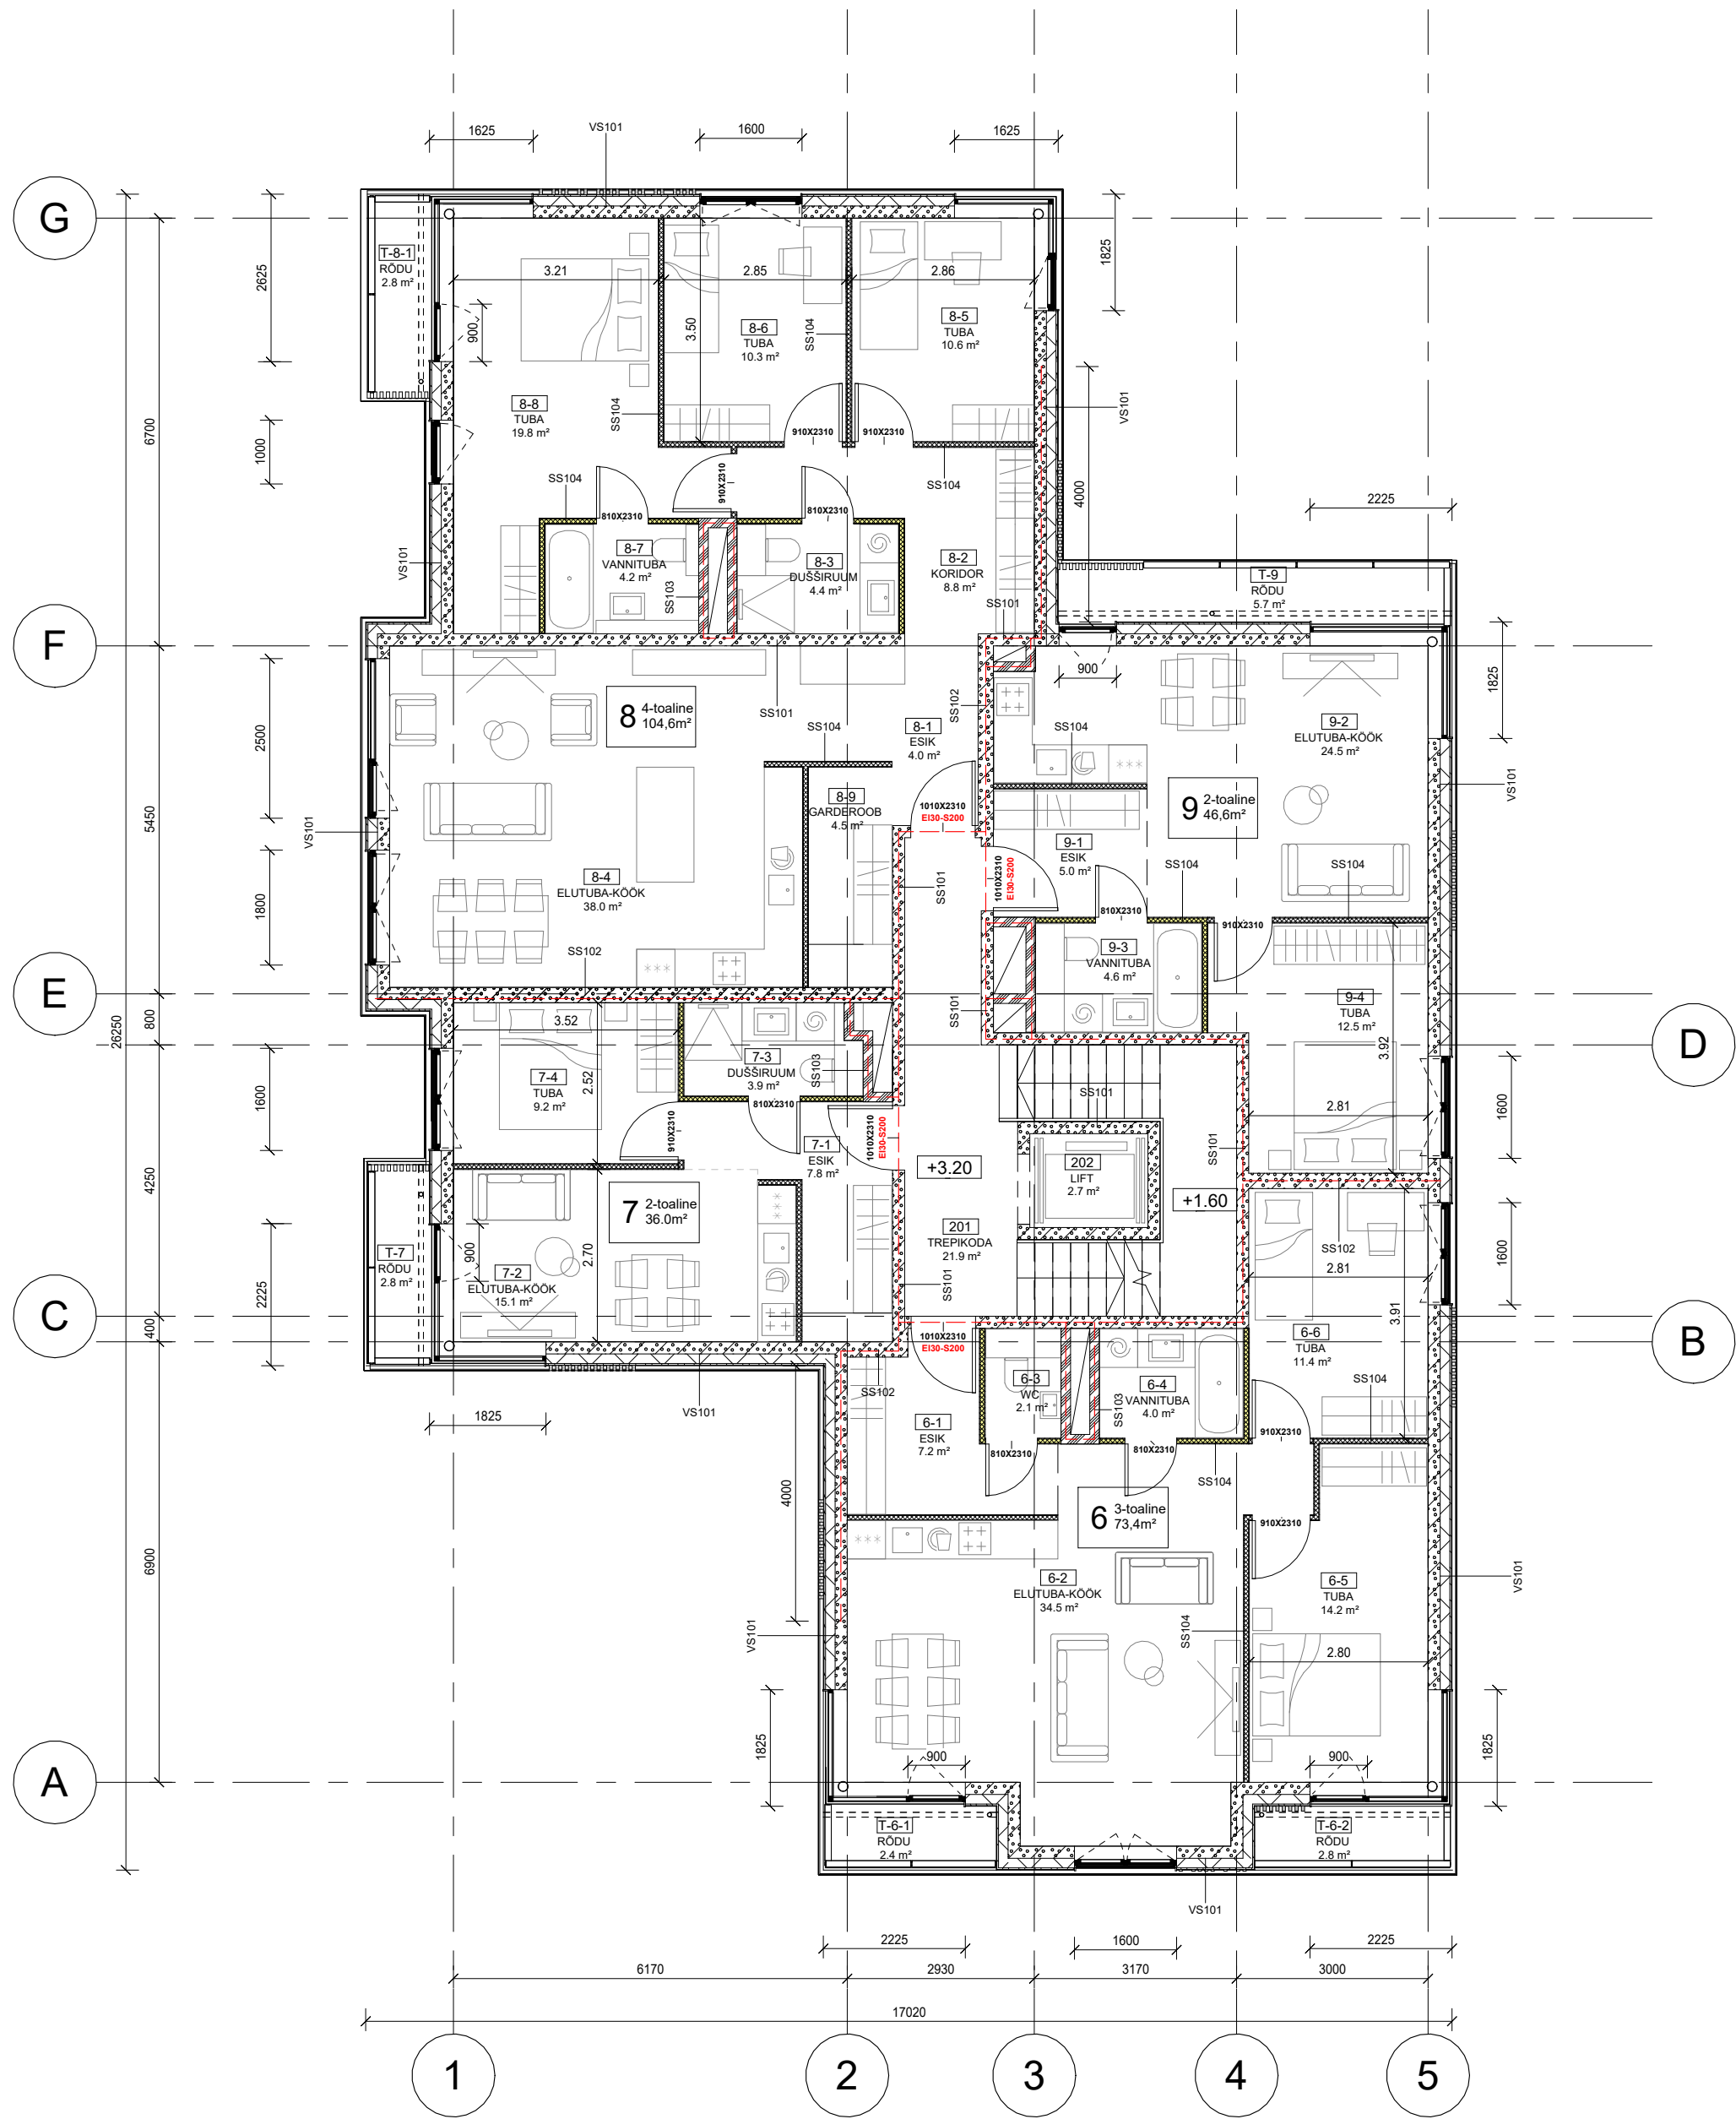 1625
VS101
1600
1625
G
T-8-1
RÕDU
2.8 m²
2625
1825
3.21
2.85
2.86
900
3.50
8-6
TUBA
10.3 m²
SS104
8-5
TUBA
10.6 m²
8-8
TUBA
19.8 m²
SS104
VS101
6700
1000
910X2310
910X2310
910X2310
SS104
SS104
4000
2225
810X2310
810X2310
8-7
VANNITUBA
4.2 m²
SS103
8-3
DUŠŠIRUUM
4.4 m²
8-2
KORIDOR
8.8 m²
VS101
SS101
T-9
RÕDU
5.7 m²
F
900
1825
8 4-toaline
104,6m²
SS101
SS104
8-1
ESIK
4.0 m²
SS102
SS104
9-2
ELUTUBA-KÖÖK
24.5 m²
2500
5450
VS101
8-9
GARDEROOB
4.5 m²
1010X2310
EI30-S200
9 2-toaline
46,6m²
VS101
9-1
ESIK
5.0 m²
SS104
SS104
1010X2310
EI30-S200
8-4
ELUTUBA-KÖÖK
38.0 m²
SS101
1800
810X2310
910X2310
SS102
9-3
VANNITUBA
4.6 m²
E
800
26250
SS101
9-4
TUBA
12.5 m²
3.92
D
3.52
7-4
TUBA
9.2 m²
2.52
7-3
DUŠŠIRUUM
3.9 m²
SS103
810X2310
910X2310
1010X2310
EI30-S200
1600
SS101
2.81
1600
7-1
ESIK
7.8 m²
SS101
+3.20
202
LIFT
2.7 m²
+1.60
4250
7 2-toaline
36.0m²
201
TREPIKODA
21.9 m²
SS102
1600
T-7
RÕDU
2.8 m²
900
2.70
7-2
ELUTUBA-KÖÖK
15.1 m²
2225
SS101
2.81
3.91
C
400
1010X2310
EI30-S200
6-6
TUBA
11.4 m²
B
SS102
6-3
WC
2.1 m²
6-4
VANNITUBA
4.0 m²
SS103
SS104
1825
VS101
6-1
ESIK
7.2 m²
810X2310
810X2310
910X2310
SS104
4000
6 3-toaline
73,4m²
910X2310
6900
6-2
ELUTUBA-KÖÖK
34.5 m²
6-5
TUBA
14.2 m²
VS101
VS101
SS104
2.80
1825
900
900
1825
A
T-6-1
RÕDU
2.4 m²
T-6-2
RÕDU
2.8 m²
VS101
2225
1600
2225
6170
2930
3170
3000
17020
1
2
3
4
5